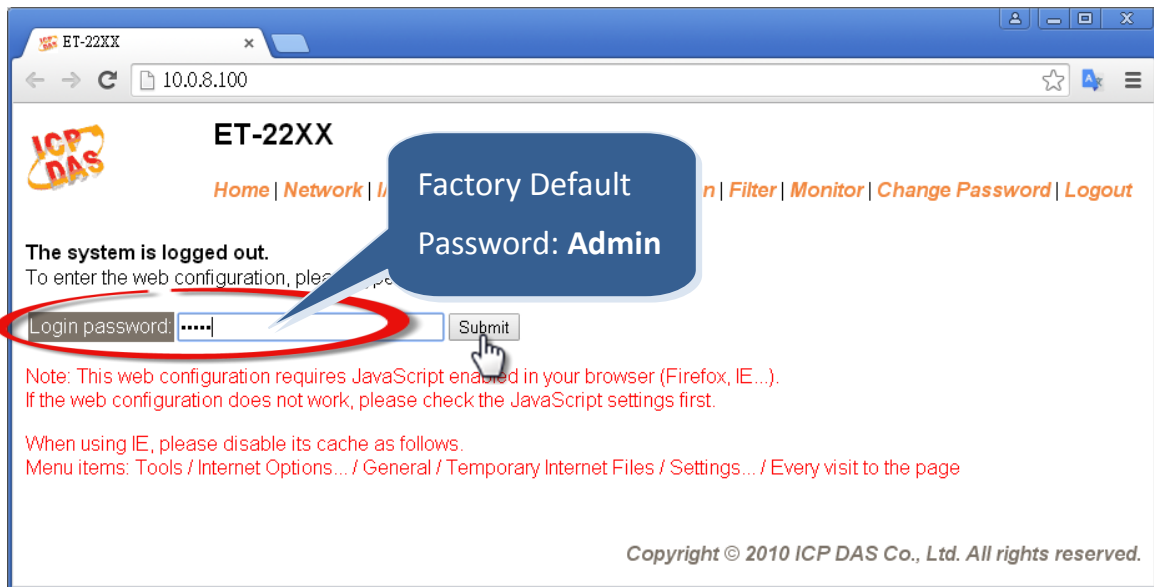 ET-22XX
10.0.8.100
ICP DAS
ET-22XX
Home | Network | n | Filter | Monitor | Change Password | Logout
Factory Default
Password: Admin
The system is logged out.
To enter the web configuration,
Login password: •••••
Submit
Note: This web configuration requires JavaScript enabled in your browser (Firefox, IE...).
If the web configuration does not work, please check the JavaScript settings first.
When using IE, please disable its cache as follows.
Menu items: Tools / Internet Options... / General / Temporary Internet Files / Settings... / Every visit to the page
Copyright © 2010 ICP DAS Co., Ltd. All rights reserved.